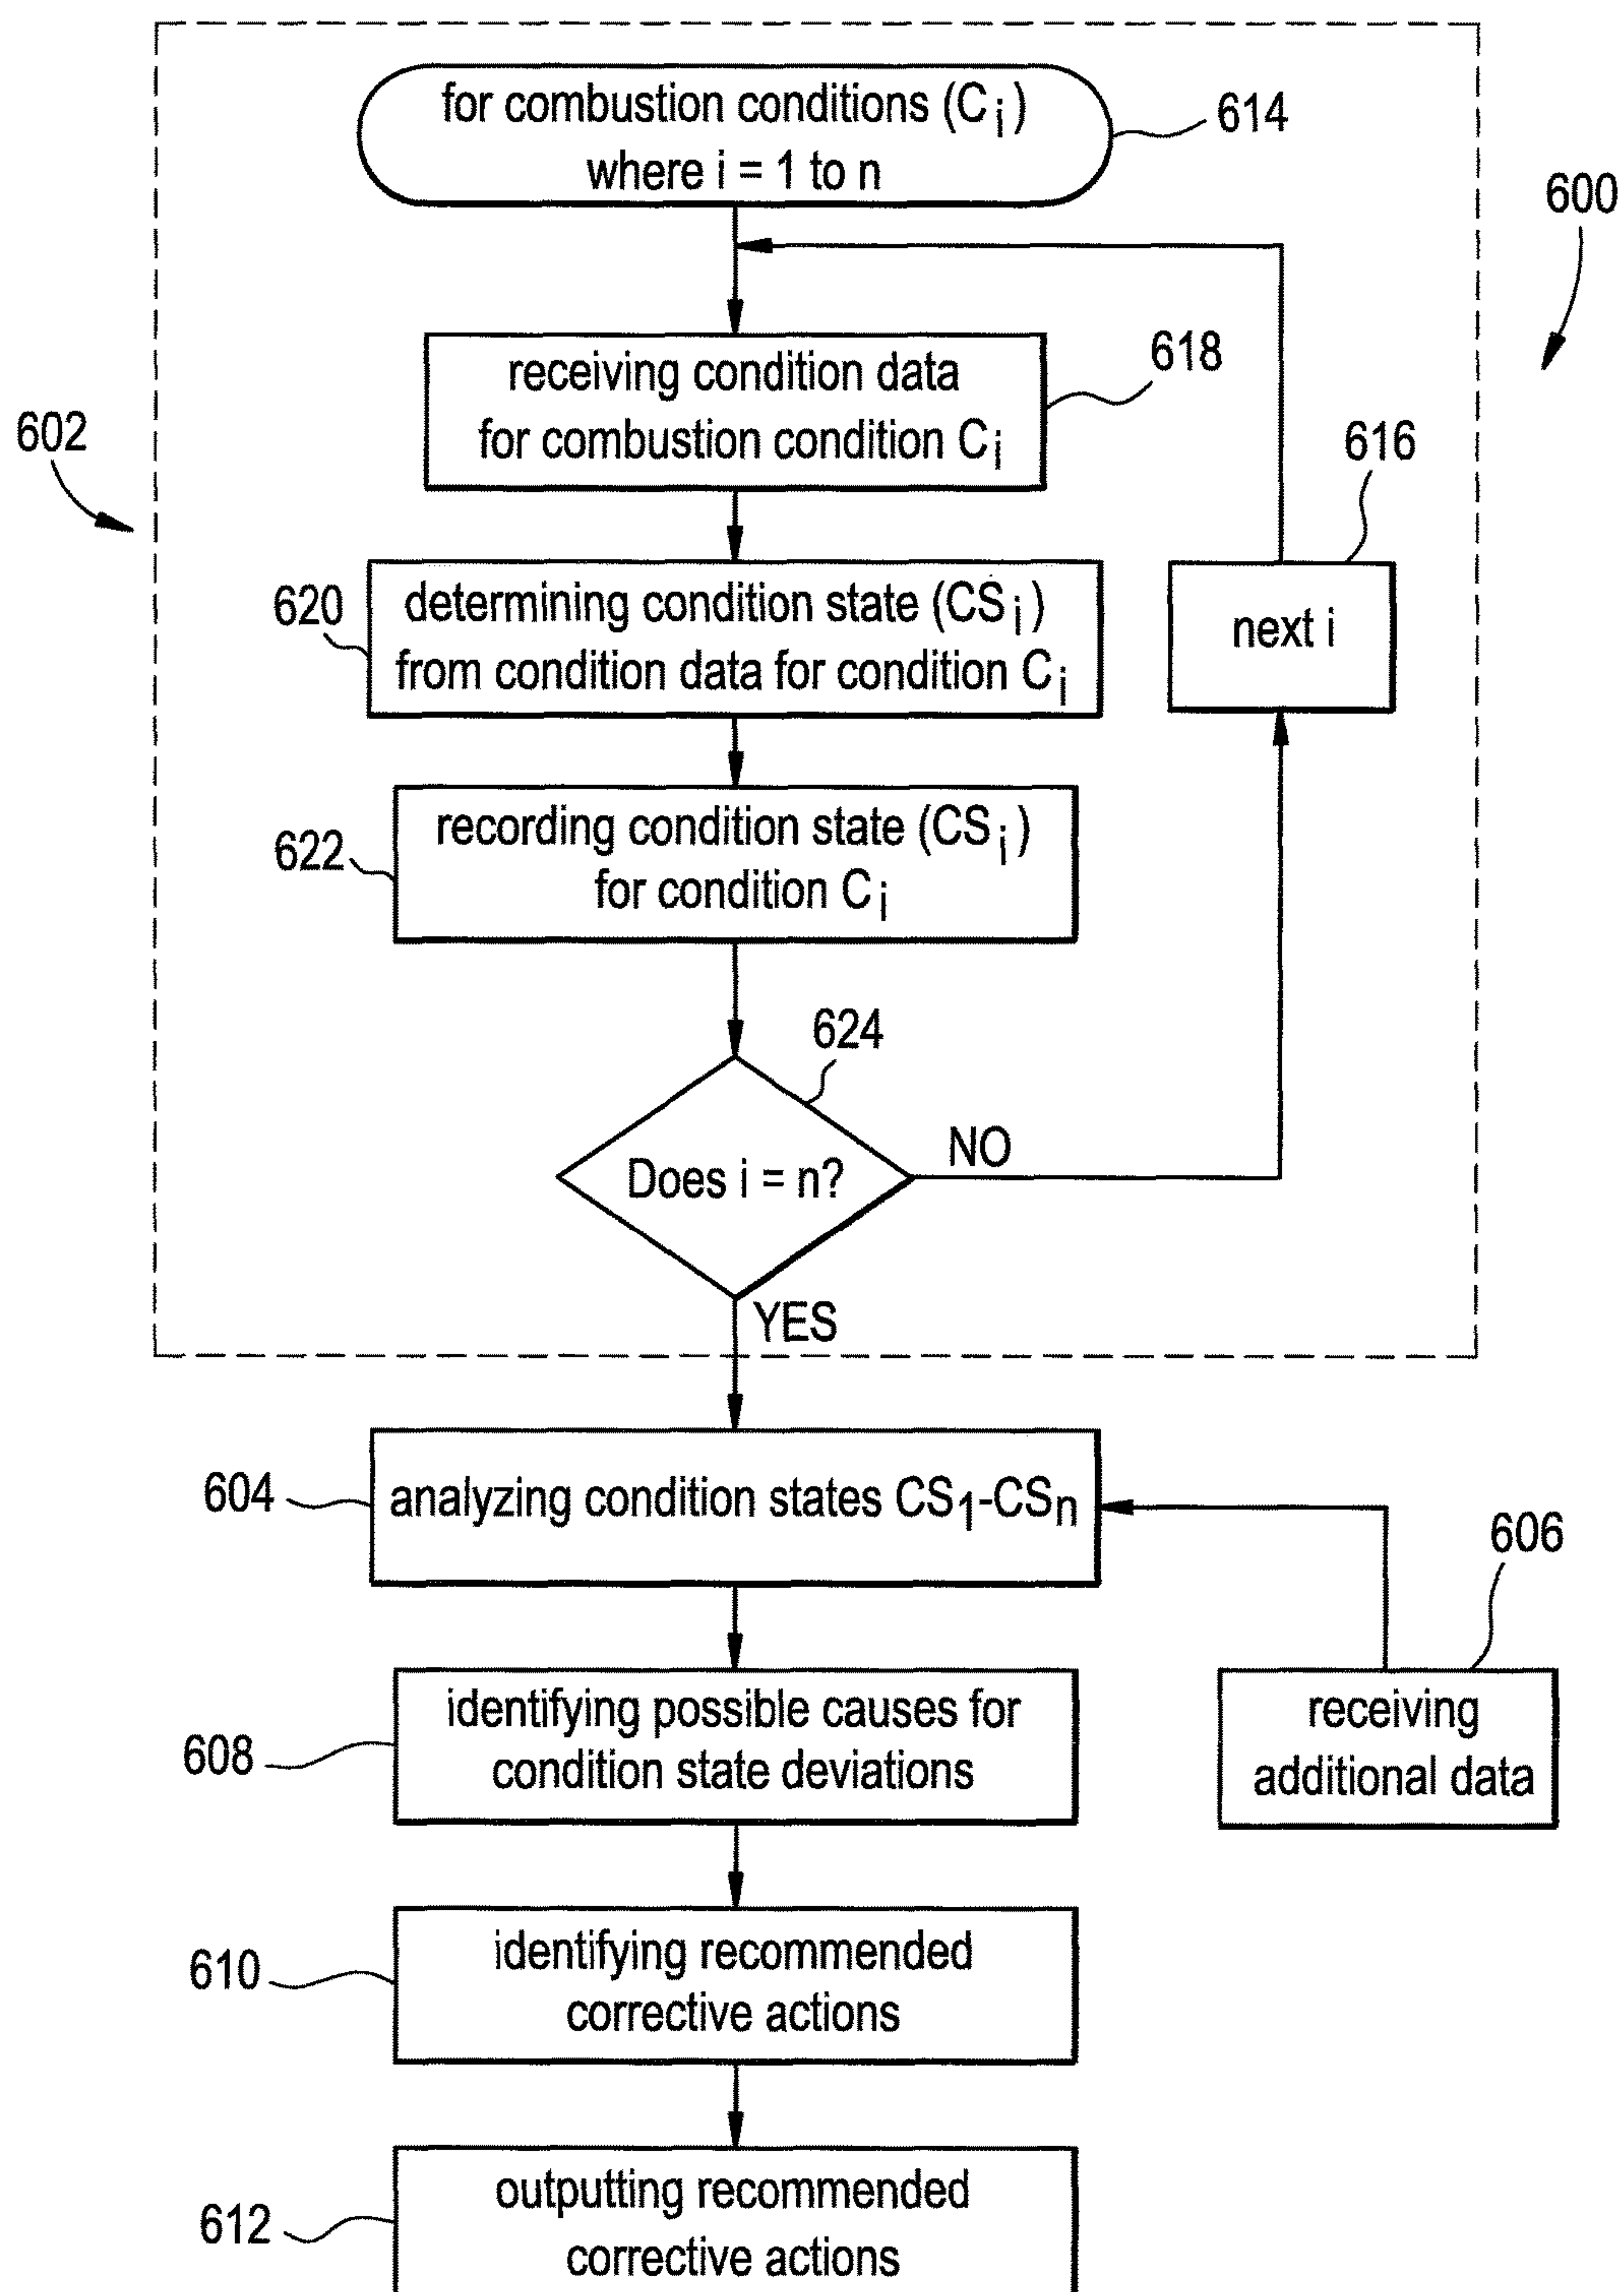 for combustion conditions (C i )
where i = 1 to n
614
600
receiving condition data
for combustion condition C i
618
602
616
next i
620
determining condition state (CS i )
from condition data for condition C i
622
recording condition state (CS i )
for condition C i
624
Does i = n?
NO
YES
604
analyzing condition states CS1-CSn
606
receiving
additional data
608
identifying possible causes for
condition state deviations
610
identifying recommended
corrective actions
612
outputting recommended
corrective actions